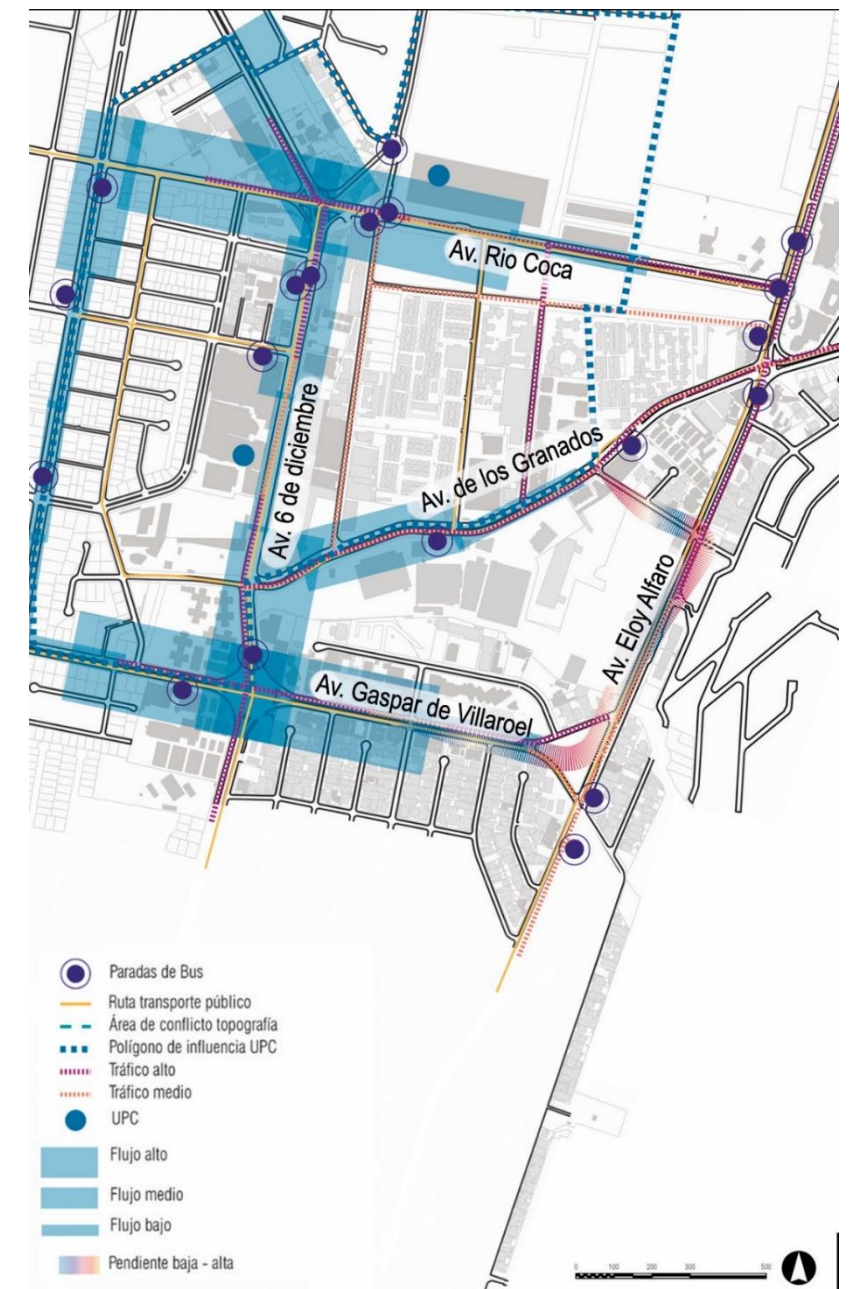 Av. Rio Coca
Av. 6 de diciembre
Av. de los Granados
Av. Eloy Alfaro
Av. Gaspar de Villaroel
Paradas de Bus
Ruta transporte público
Área de conflicto topografía
Polígono de influencia UPC
Tráfico alto
Tráfico medio
UPC
Flujo alto
Flujo medio
Flujo bajo
Pendiente baja - alta
0 100 200 300 500